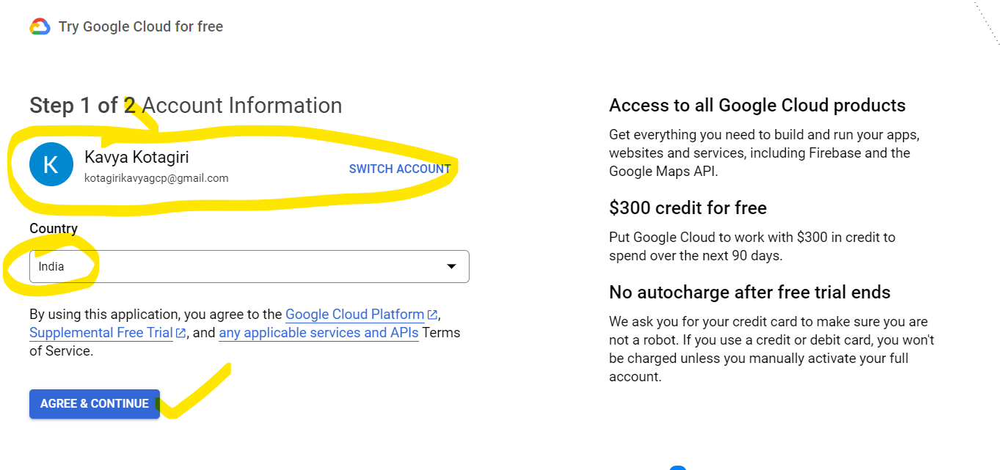 Try Google Cloud for free
Step 1 of 2 Account Information
K
Kavya Kotagiri
kotagirikavyagcp@gmail.com
SWITCH ACCOUNT
Country
India
By using this application, you agree to the Google Cloud Platform,
Supplemental Free Trial, and any applicable services and APIs Terms
of Service.
AGREE & CONTINUE
Access to all Google Cloud products
Get everything you need to build and run your apps,
websites and services, including Firebase and the
Google Maps API.
$300 credit for free
Put Google Cloud to work with $300 in credit to
spend over the next 90 days.
No autocharge after free trial ends
We ask you for your credit card to make sure you are
not a robot. If you use a credit or debit card, you won't
be charged unless you manually activate your full
account.